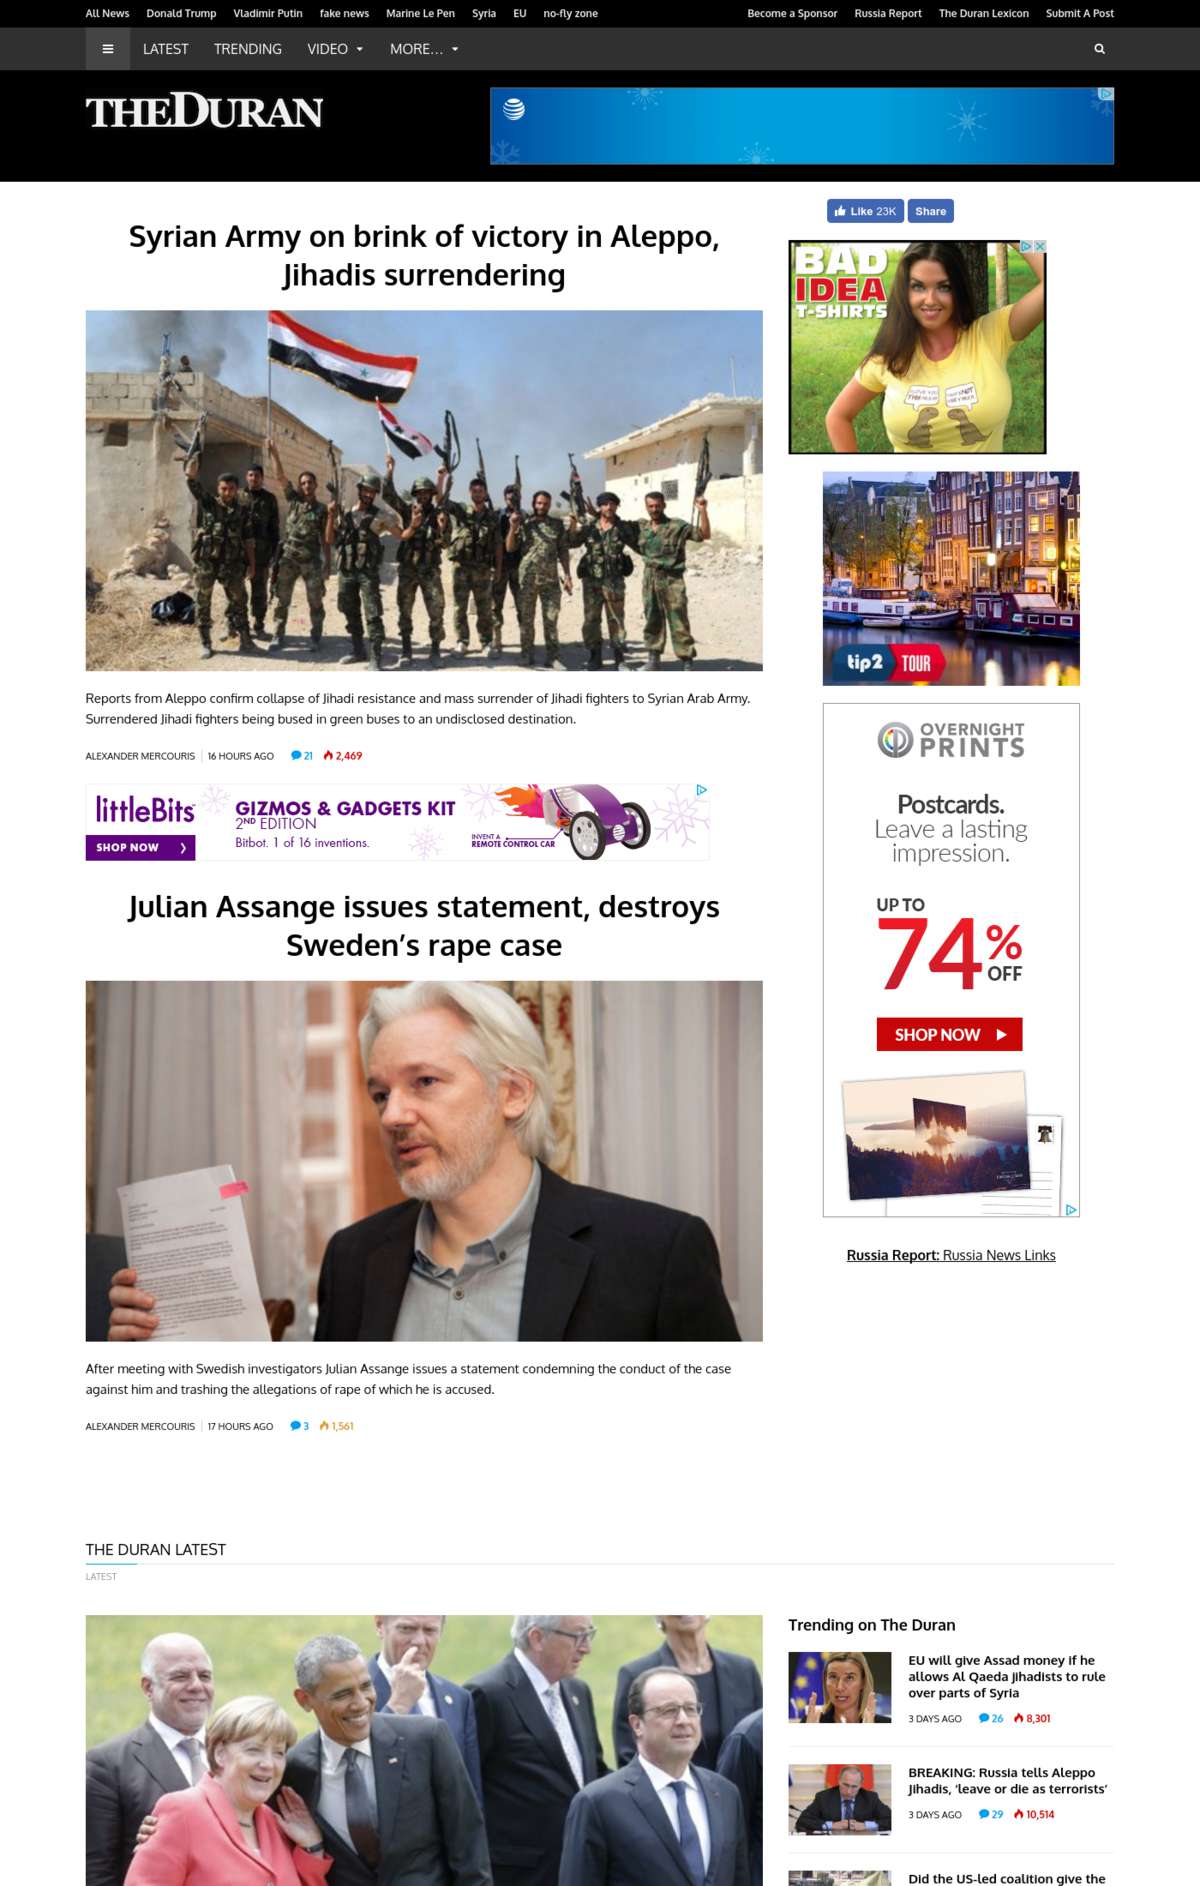 All News Donald Trump Vladimir Putin fake news Marine Le Pen Syria EU no-fly zone Become a Sponsor Russia Report The Duran Lexicon Submit A Post
LATEST TRENDING VIDEO MORE...
THE DURAN
Like 23K Share
Syrian Army on brink of victory in Aleppo,
Jihadis surrendering
BAD
IDEA
T-SHIRTS
tip2 TOUR
Reports from Aleppo confirm collapse of Jihadi resistance and mass surrender of Jihadi fighters to Syrian Arab Army.
Surrendered Jihadi fighters being bused in green buses to an undisclosed destination.
ALEXANDER MERCOURIS 16 HOURS AGO 21 2,469
littleBits
SHOP NOW
GIZMOS & GADGETS KIT
2ND EDITION
Bitbot. 1 of 16 inventions.
INVENT A
REMOTE CONTROL CAR
OVERNIGHT
PRINTS
Postcards.
Leave a lasting
impression.
UP TO
74%
OFF
SHOP NOW
Julian Assange issues statement, destroys
Sweden's rape case
Russia Report: Russia News Links
After meeting with Swedish investigators Julian Assange issues a statement condemning the conduct of the case
against him and trashing the allegations of rape of which he is accused.
ALEXANDER MERCOURIS 17 HOURS AGO 3 1,561
THE DURAN LATEST
LATEST
Trending on The Duran
EU will give Assad money if he
allows Al Qaeda jihadists to rule
over parts of Syria
3 DAYS AGO 26 8,301
BREAKING: Russia tells Aleppo
Jihadis, 'leave or die as terrorists'
3 DAYS AGO 29 10,514
Did the US-led coalition give the